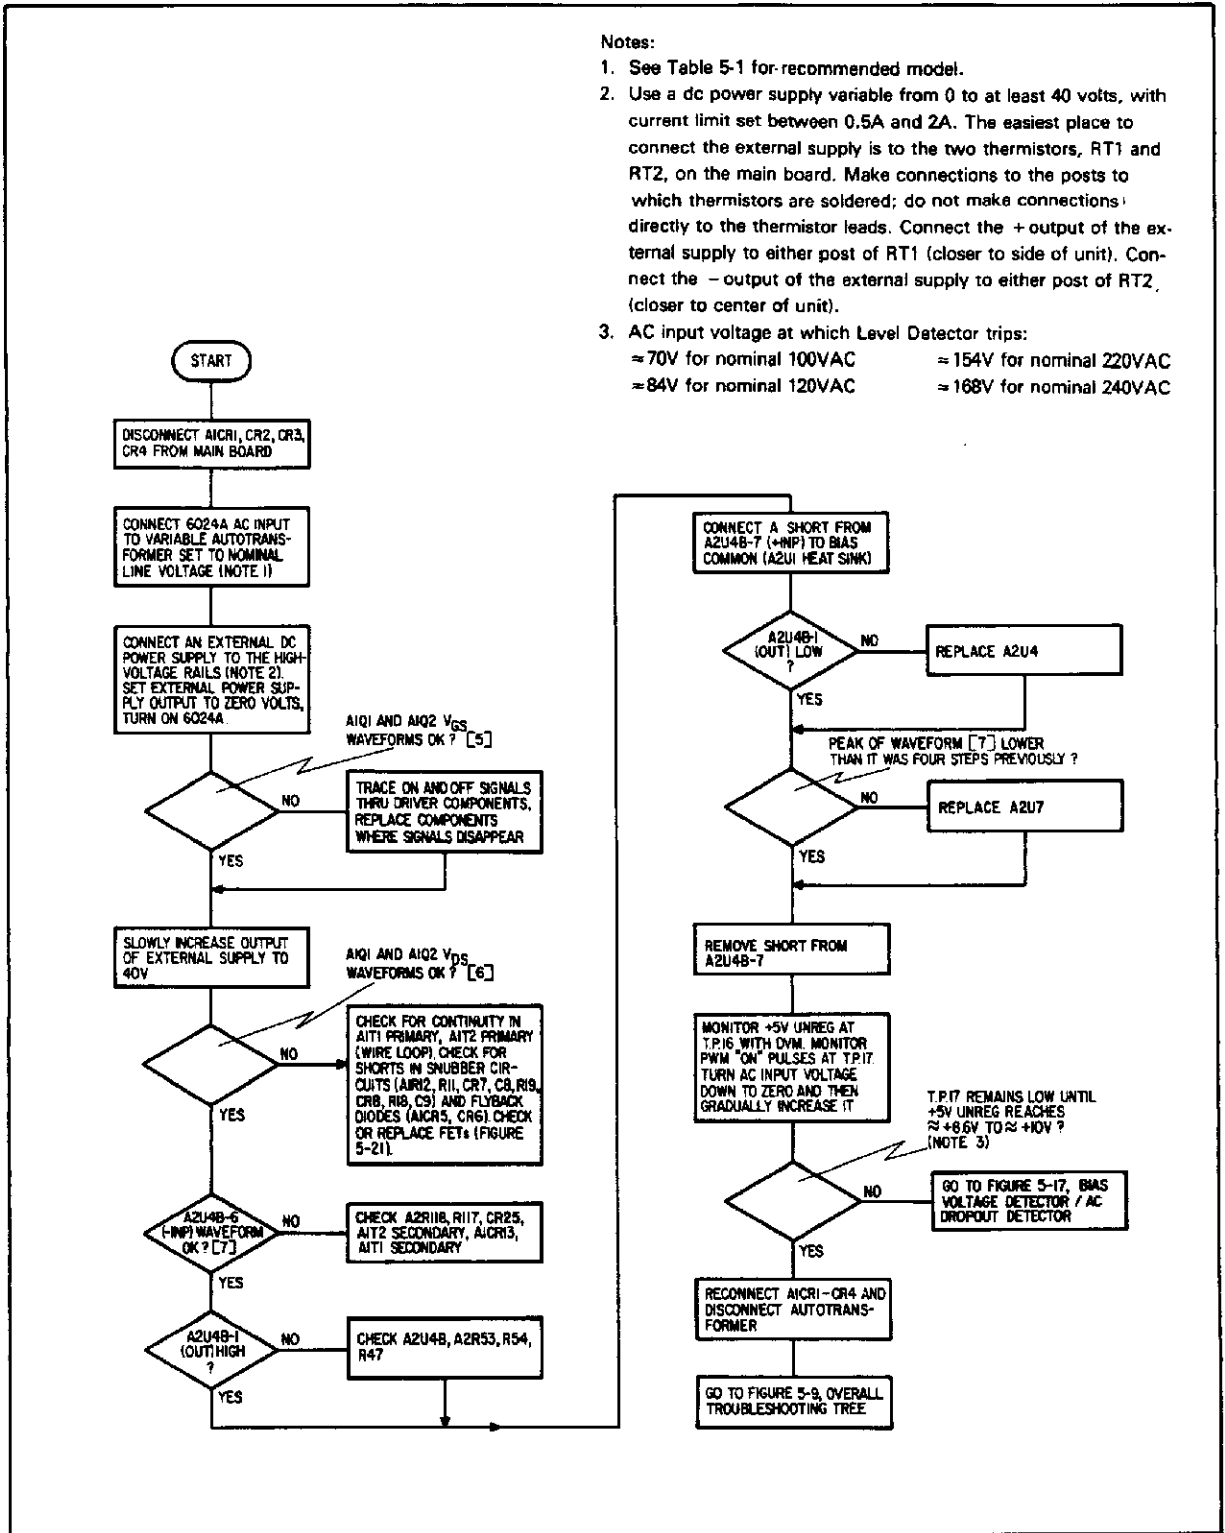 Notes:
1. See Table 5-1 for recommended model.
2. Use a dc power supply variable from 0 to at least 40 volts, with
current limit set between 0.5A and 2A. The easiest place to
connect the external supply is to the two thermistors, RT1 and
RT2, on the main board. Make connections to the posts to
which thermistors are soldered; do not make connections
directly to the thermistor leads. Connect the + output of the ex-
ternal supply to either post of RT1 (closer to side of unit). Con-
nect the – output of the external supply to either post of RT2
(closer to center of unit).
3. AC input voltage at which Level Detector trips:
≈70V for nominal 100VAC ≈154V for nominal 220VAC
≈84V for nominal 120VAC ≈168V for nominal 240VAC
START
DISCONNECT A1CR1, CR2, CR3,
CR4 FROM MAIN BOARD
CONNECT 6024A AC INPUT
TO VARIABLE AUTOTRANS-
FORMER SET TO NOMINAL
LINE VOLTAGE (NOTE 1)
CONNECT AN EXTERNAL DC
POWER SUPPLY TO THE HIGH-
VOLTAGE RAILS (NOTE 2).
SET EXTERNAL POWER SUP-
PLY OUTPUT TO ZERO VOLTS,
TURN ON 6024A.
A1Q1 AND A1Q2 VGS
WAVEFORMS OK ? [5]
NO
TRACE ON AND OFF SIGNALS
THRU DRIVER COMPONENTS,
REPLACE COMPONENTS
WHERE SIGNALS DISAPPEAR
YES
SLOWLY INCREASE OUTPUT
OF EXTERNAL SUPPLY TO
40V
A1Q1 AND A1Q2 VDS
WAVEFORMS OK ? [6]
NO
CHECK FOR CONTINUITY IN
A1T1 PRIMARY, A1T2 PRIMARY
(WIRE LOOP). CHECK FOR
SHORTS IN SNUBBER CIR-
CUITS (A1R12, R11, CR7, C8, R19,
CR8, R18, C9) AND FLYBACK
DIODES (A1CR5, CR6). CHECK
OR REPLACE FETs (FIGURE
5-21).
YES
A2U4B-6
(-INP) WAVEFORM
OK ? [7]
NO
CHECK A2R118, R117, CR25,
A1T2 SECONDARY, A1CR13,
A1T1 SECONDARY
YES
A2U4B-1
(OUT) HIGH
?
NO
CHECK A2U4B, A2R53, R54,
R47
YES
CONNECT A SHORT FROM
A2U4B-7 (+INP) TO BIAS
COMMON (A2U1 HEAT SINK)
A2U4B-1
(OUT) LOW
?
NO
REPLACE A2U4
YES
PEAK OF WAVEFORM [7] LOWER
THAN IT WAS FOUR STEPS PREVIOUSLY ?
NO
REPLACE A2U7
YES
REMOVE SHORT FROM
A2U4B-7
MONITOR +5V UNREG AT
T.P.16 WITH DVM. MONITOR
PWM "ON" PULSES AT T.P.17.
TURN AC INPUT VOLTAGE
DOWN TO ZERO AND THEN
GRADUALLY INCREASE IT
T.P.17 REMAINS LOW UNTIL
+5V UNREG REACHES
≈ +8.6V TO ≈ +10V ?
(NOTE 3)
NO
GO TO FIGURE 5-17, BIAS
VOLTAGE DETECTOR / AC
DROPOUT DETECTOR
YES
RECONNECT A1CR1-CR4 AND
DISCONNECT AUTOTRANS-
FORMER
GO TO FIGURE 5-9, OVERALL
TROUBLESHOOTING TREE